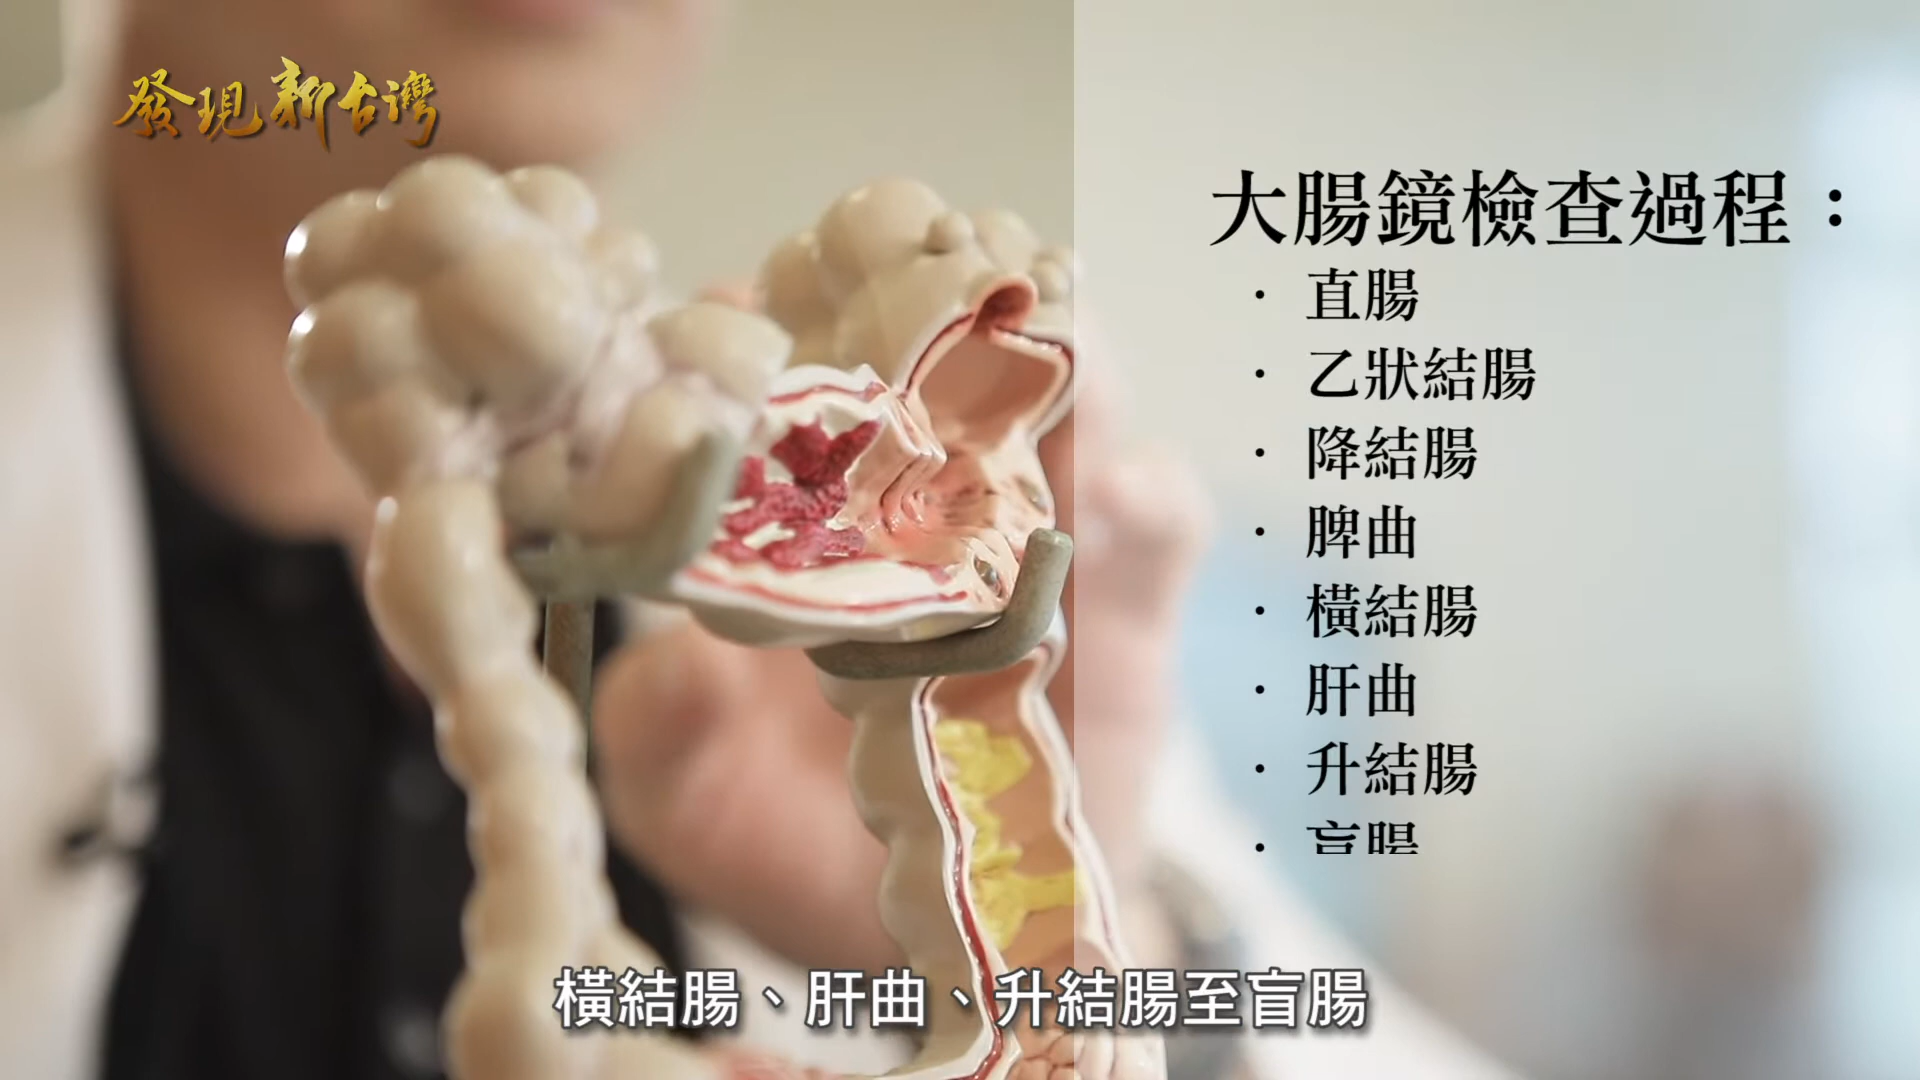 發現新台灣
大腸鏡檢查過程：
· 直腸
· 乙狀結腸
· 降結腸
· 脾曲
· 橫結腸
· 肝曲
· 升結腸
· 盲腸
橫結腸、肝曲、升結腸至盲腸